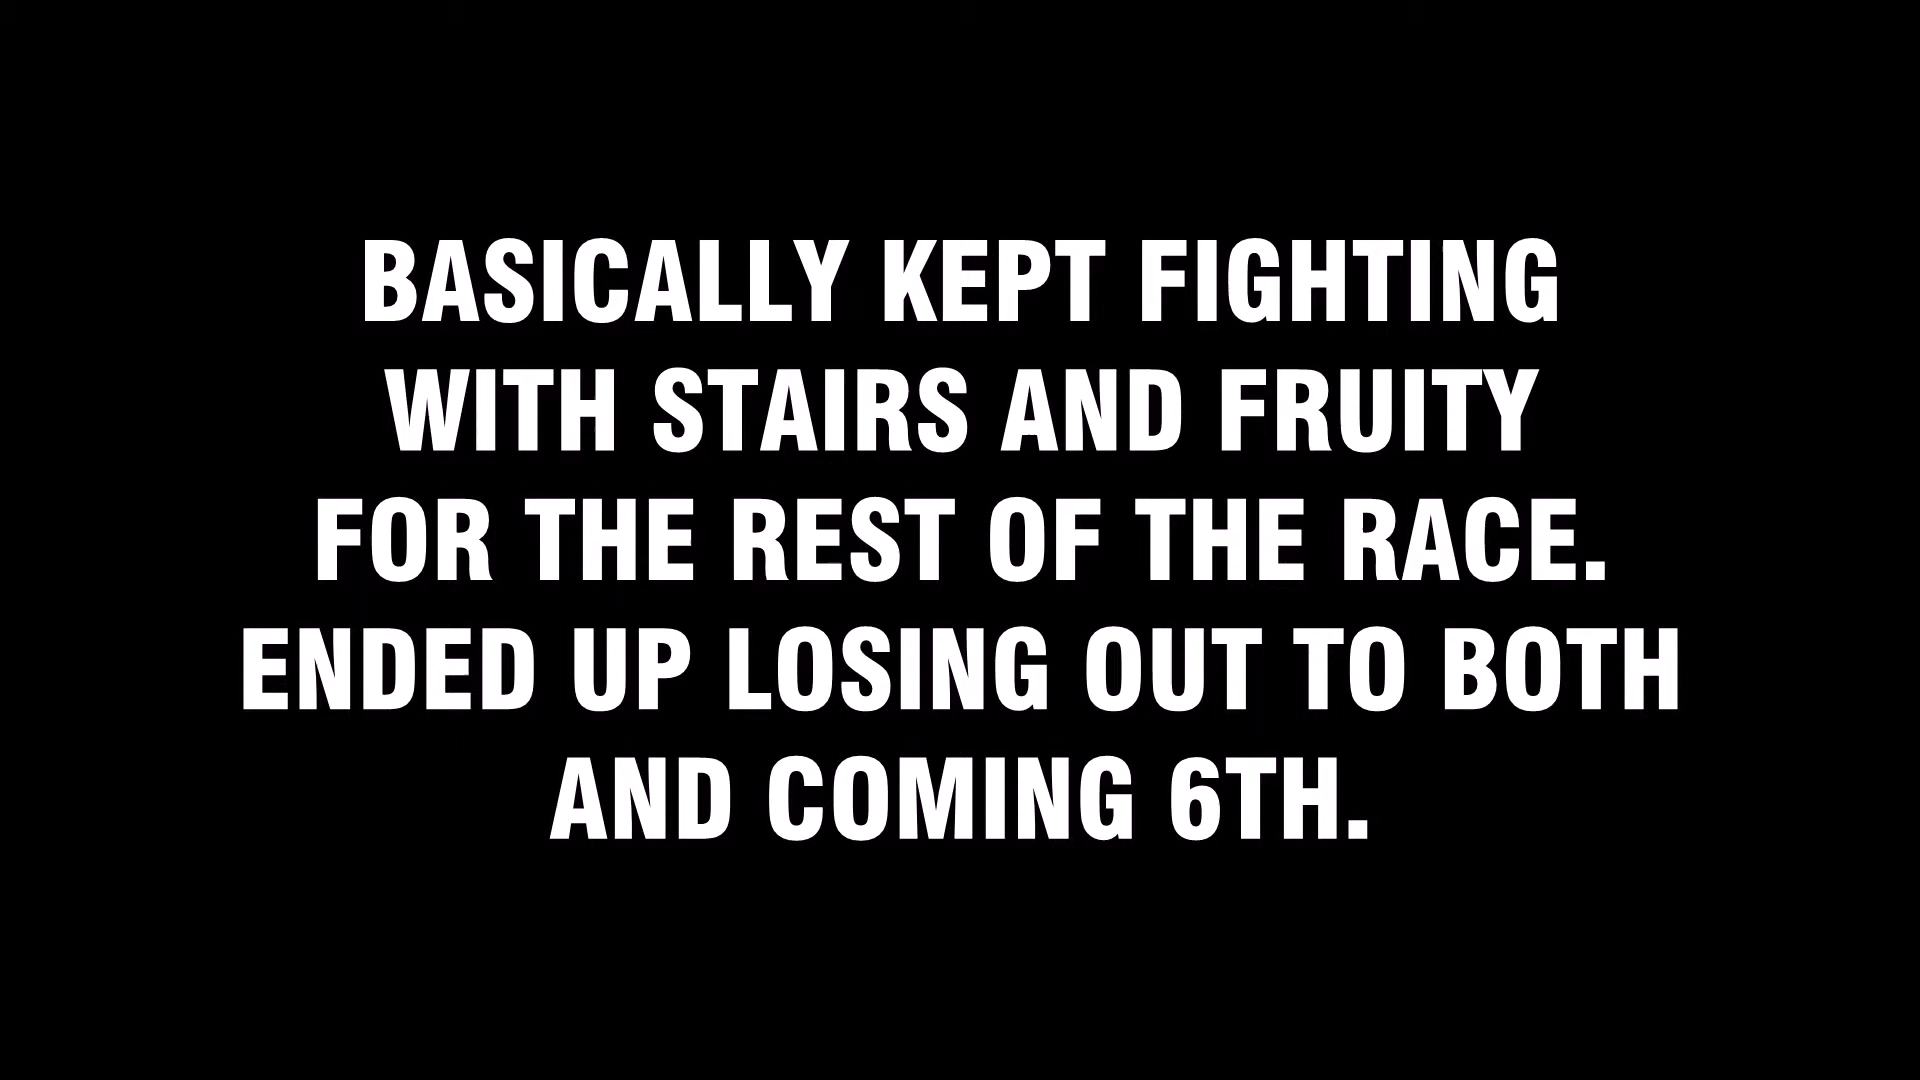 BASICALLY KEPT FIGHTING
WITH STAIRS AND FRUITY
FOR THE REST OF THE RACE.
ENDED UP LOSING OUT TO BOTH
AND COMING 6TH.